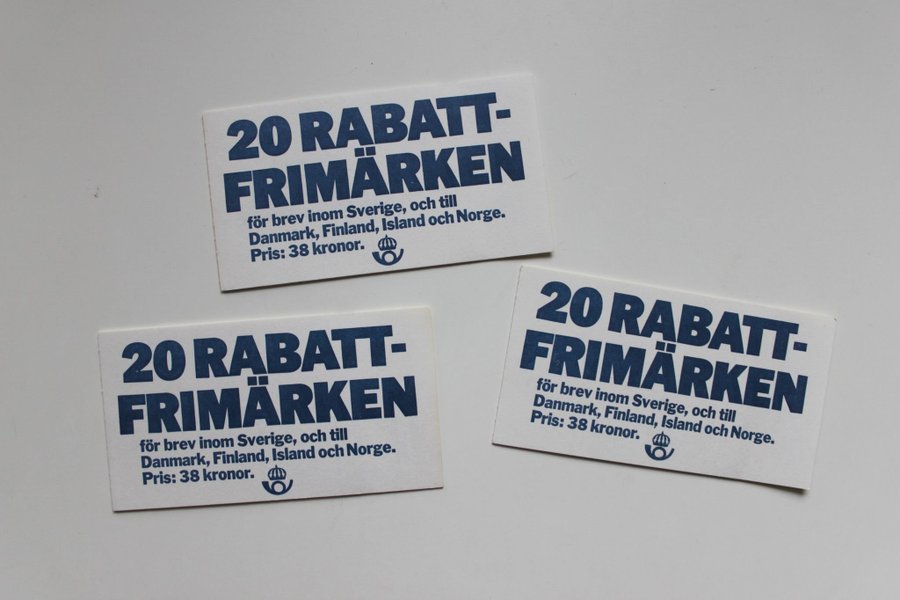 20 RABATT-
FRIMÄRKEN
för brev inom Sverige, och till
Danmark, Finland, Island och Norge.
Pris: 38 kronor.
20 RABATT-
FRIMÄRKEN
för brev inom Sverige, och till
Danmark, Finland, Island och Norge.
Pris: 38 kronor.
20 RABATT-
FRIMÄRKEN
för brev inom Sverige, och till
Danmark, Finland, Island och Norge.
Pris: 38 kronor.